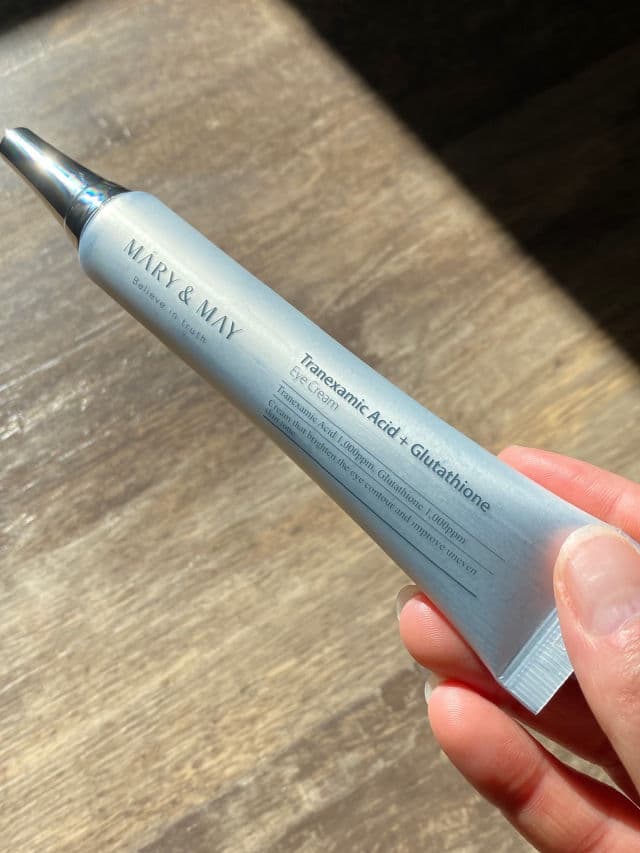 MARY & MAY
Believe in truth
Tranexamic Acid + Glutathione
Eye Cream
Tranexamic Acid 1,000ppm, Glutathione 1,000ppm
Cream that brighten the eye contour and improve uneven
skin tone.